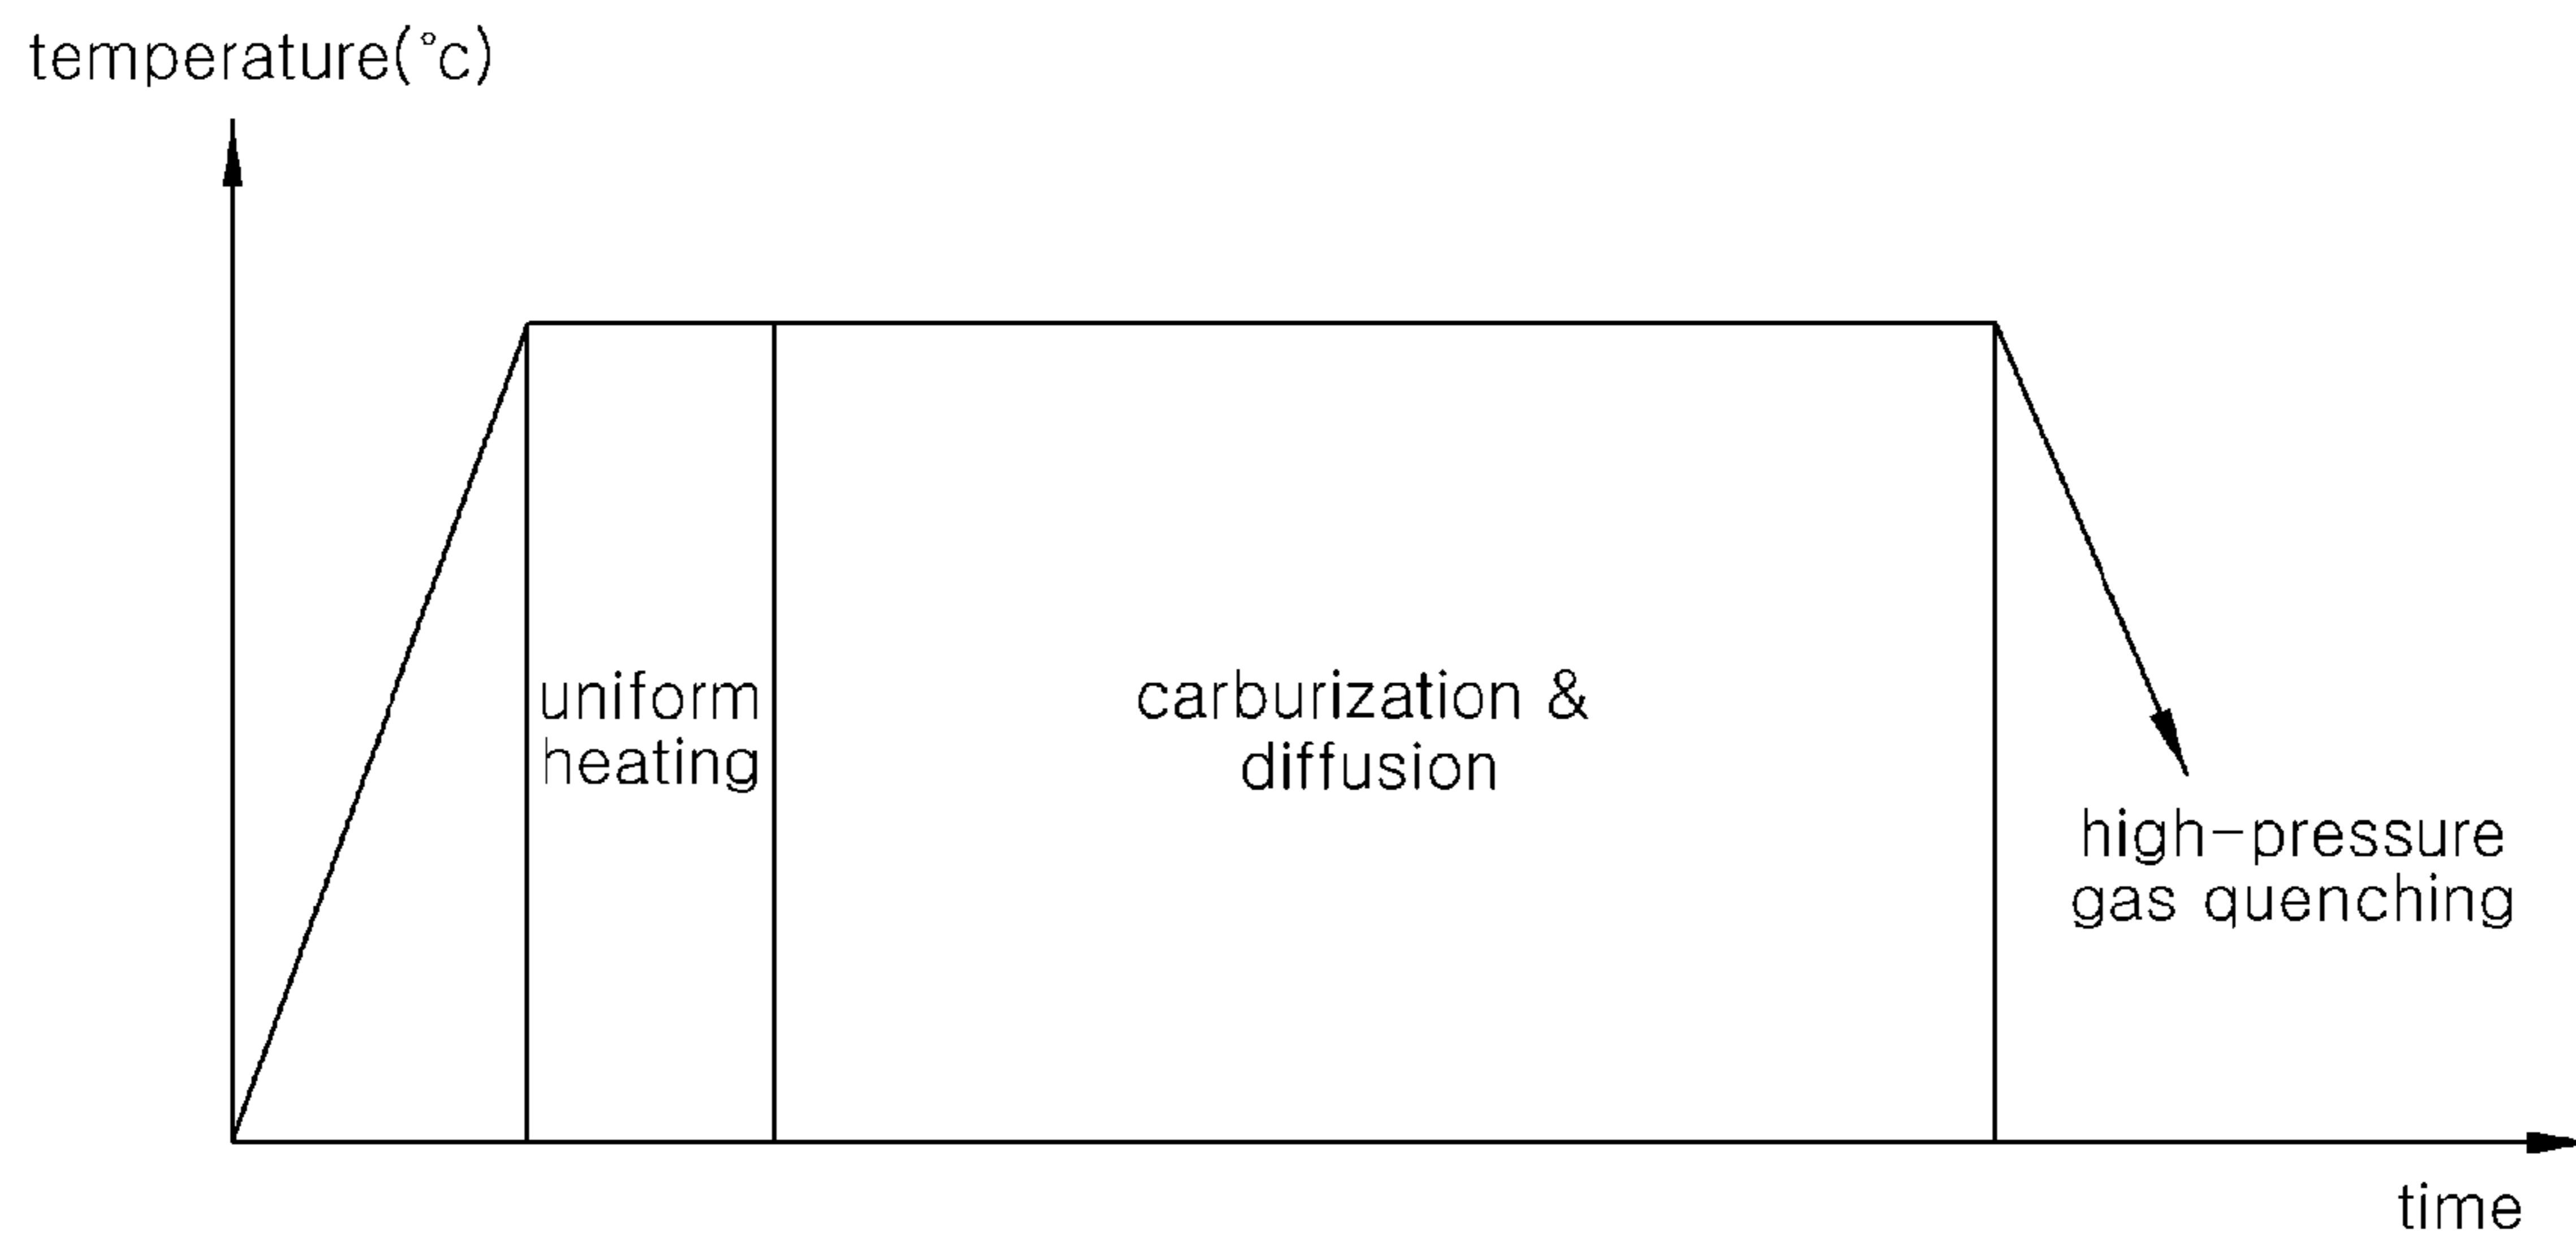 temperature(°c)
uniform
heating
carburization &
diffusion
high-pressure
gas quenching
time